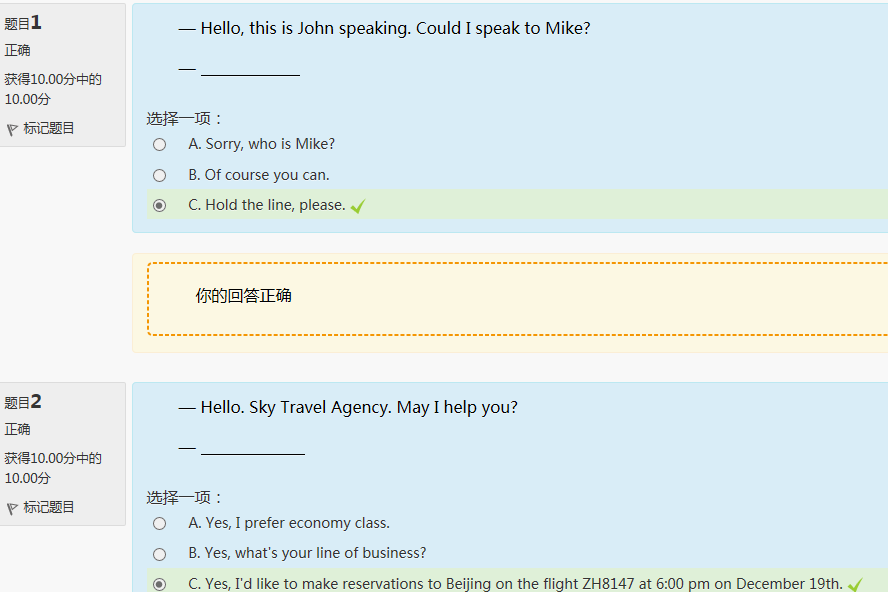 题目1
正确
获得10.00分中的
10.00分
标记题目
— Hello, this is John speaking. Could I speak to Mike?
— ____________
选择一项：
A. Sorry, who is Mike?
B. Of course you can.
C. Hold the line, please.
你的回答正确
题目2
正确
获得10.00分中的
10.00分
标记题目
— Hello. Sky Travel Agency. May I help you?
— ____________
选择一项：
A. Yes, I prefer economy class.
B. Yes, what's your line of business?
C. Yes, I'd like to make reservations to Beijing on the flight ZH8147 at 6:00 pm on December 19th.